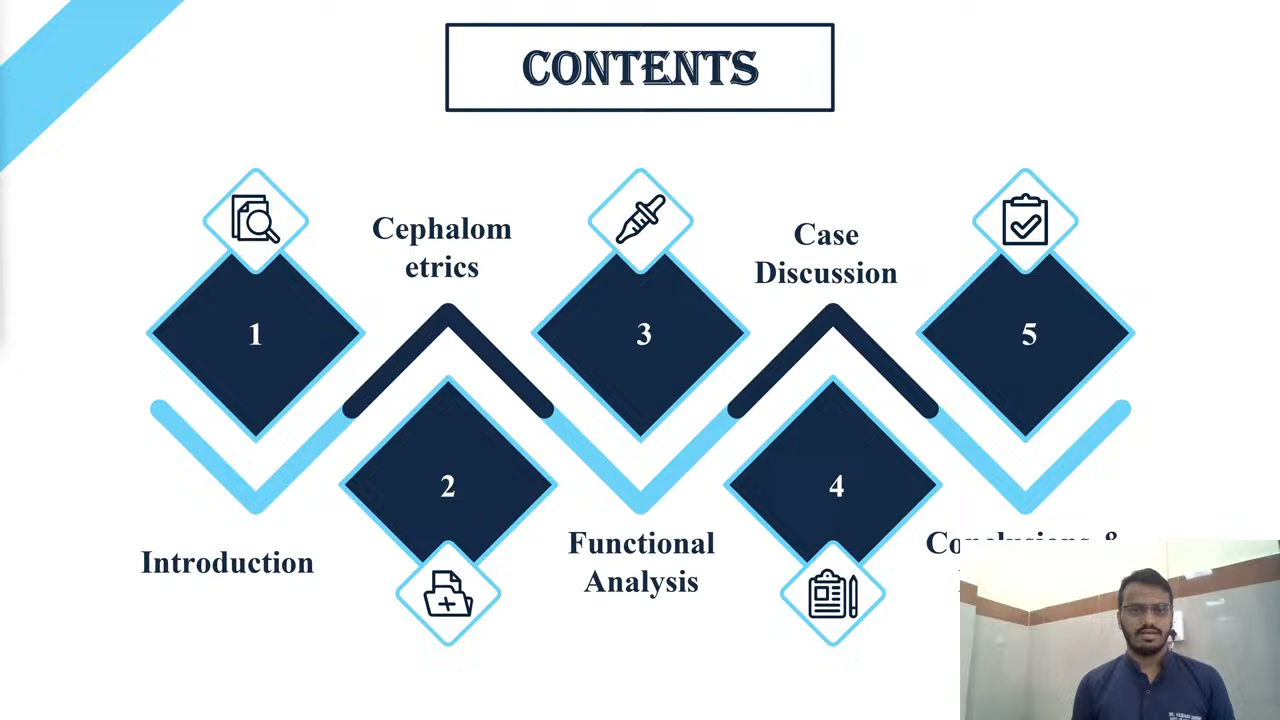 CONTENTS
1
Introduction
Cephalom
etrics
2
3
Functional
Analysis
Case
Discussion
4
5